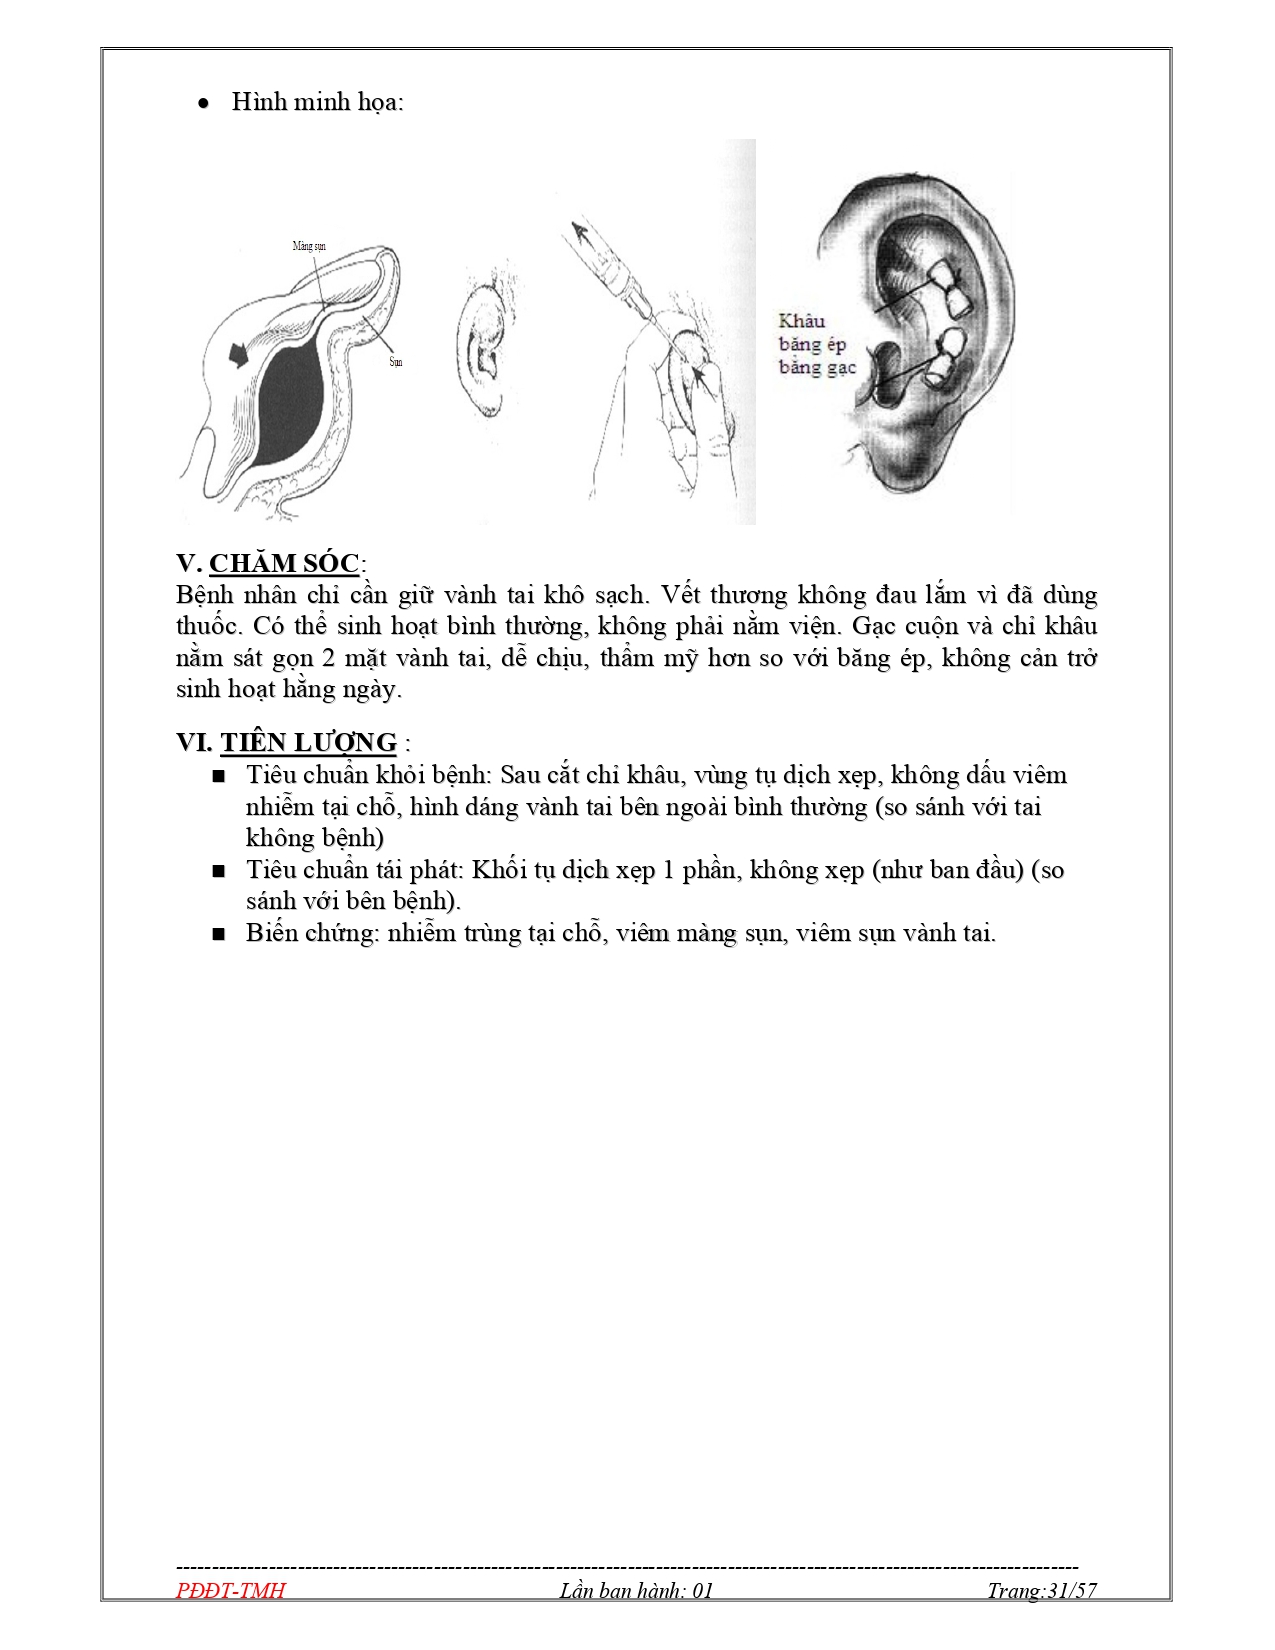 • Hình minh họa:
Màng sụn
Sụn
Khâu
băng ép
bằng gạc
V. CHĂM SÓC:
Bệnh nhân chỉ cần giữ vành tai khô sạch. Vết thương không đau lắm vì đã dùng
thuốc. Có thể sinh hoạt bình thường, không phải nằm viện. Gạc cuộn và chỉ khâu
nằm sát gọn 2 mặt vành tai, dễ chịu, thẩm mỹ hơn so với băng ép, không cản trở
sinh hoạt hằng ngày.
VI. TIÊN LƯỢNG :
■ Tiêu chuẩn khỏi bệnh: Sau cắt chỉ khâu, vùng tụ dịch xẹp, không dấu viêm
nhiễm tại chỗ, hình dáng vành tai bên ngoài bình thường (so sánh với tai
không bệnh)
■ Tiêu chuẩn tái phát: Khối tụ dịch xẹp 1 phần, không xẹp (như ban đầu) (so
sánh với bên bệnh).
■ Biến chứng: nhiễm trùng tại chỗ, viêm màng sụn, viêm sụn vành tai.
PĐĐT-TMH Lần ban hành: 01 Trang:31/57